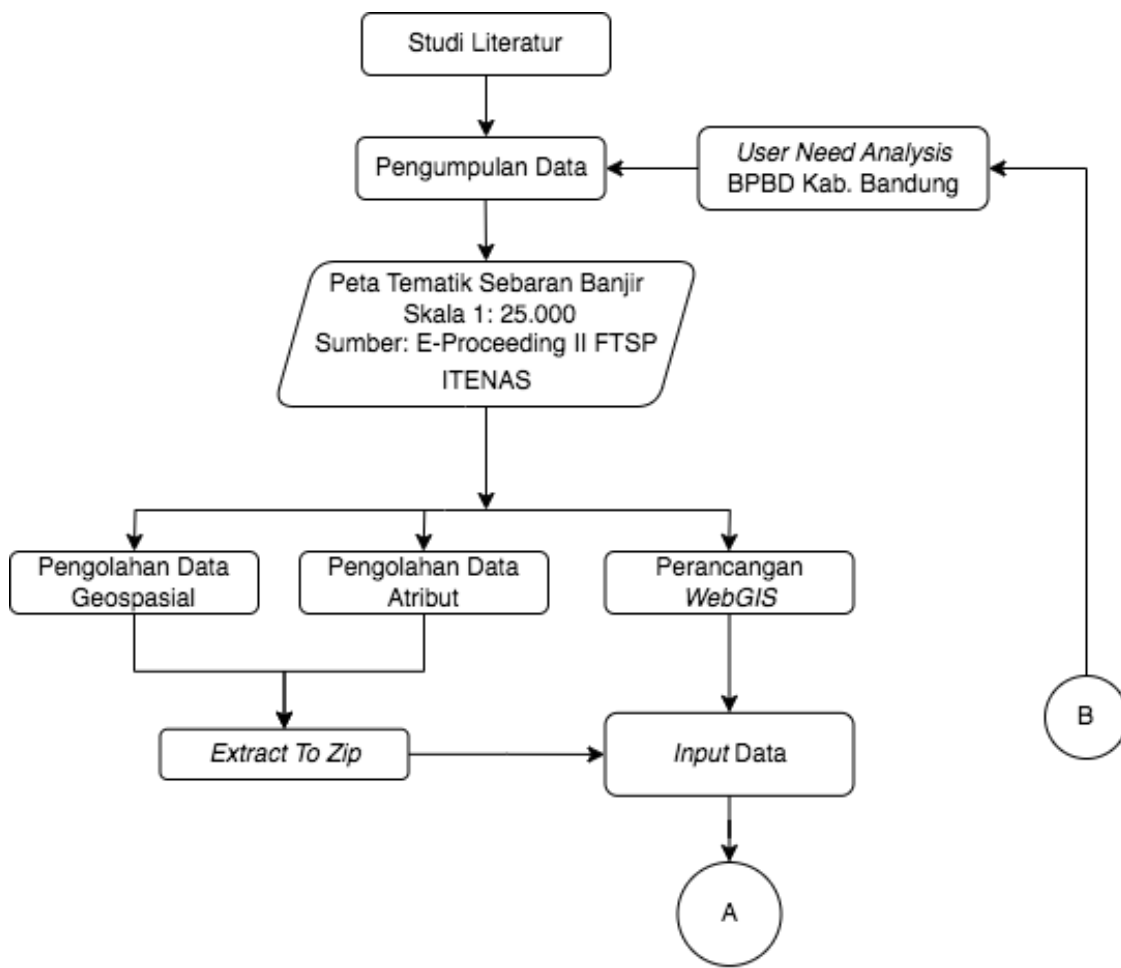 Studi Literatur
Pengumpulan Data
User Need Analysis
BPBD Kab. Bandung
Peta Tematik Sebaran Banjir
Skala 1: 25.000
Sumber: E-Proceeding II FTSP
ITENAS
Pengolahan Data
Geospasial
Pengolahan Data
Atribut
Perancangan
WebGIS
B
Extract To Zip
Input Data
A